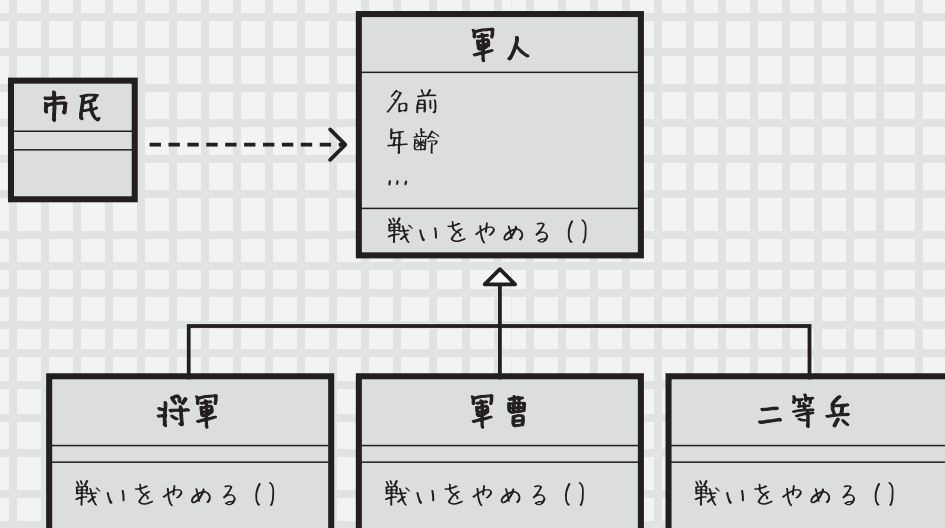 軍人
市民
名前
年齢
...
戦いをやめる()
将軍
軍曹
二等兵
戦いをやめる()
戦いをやめる()
戦いをやめる()